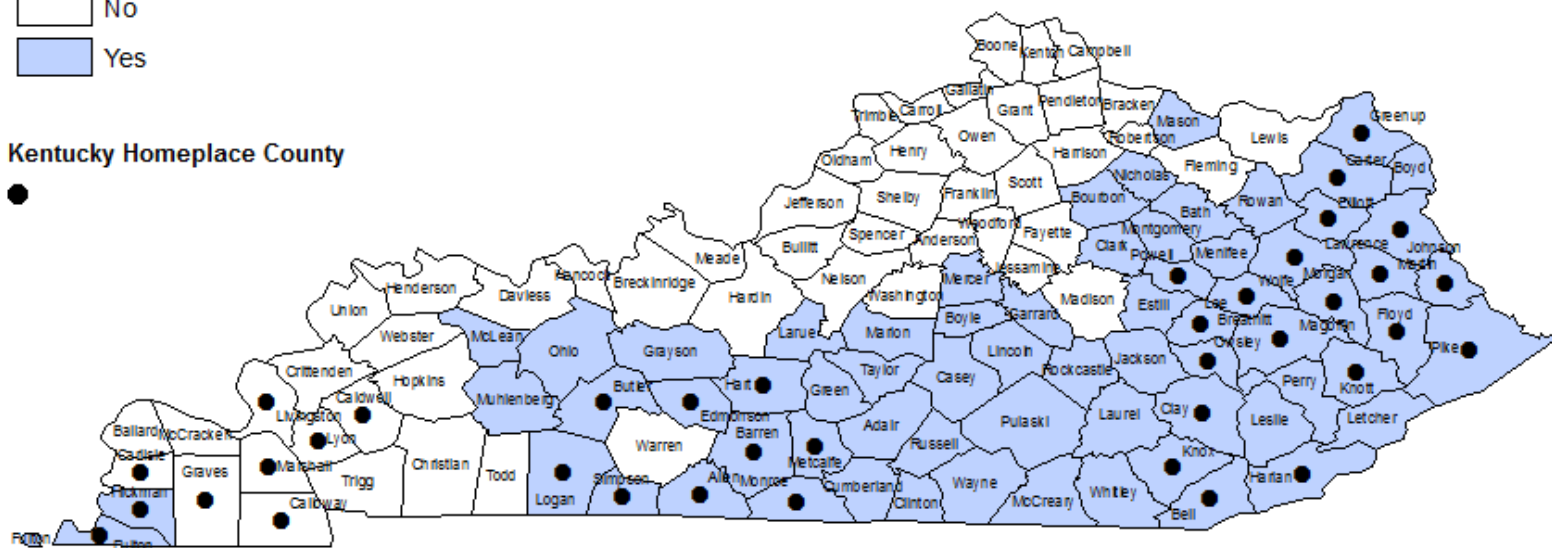 No
Yes
Kentucky Homeplace County
Boone
Kenton
Campbell
Gallatin
Grant
Pendleton
Bracken
Trimble
Carroll
Owen
Robertson
Mason
Lewis
Greenup
Oldham
Henry
Harrison
Fleming
Carter
Boyd
Jefferson
Shelby
Franklin
Scott
Nicholas
Bourbon
Bath
Rowan
Elliott
Bullitt
Spencer
Anderson
Woodford
Fayette
Clark
Montgomery
Menifee
Lawrence
Johnson
Powell
Morgan
Martin
Meade
Hancock
Breckinridge
Nelson
Washington
Mercer
Jessamine
Madison
Estill
Lee
Wolfe
Magoffin
Floyd
Pike
Henderson
Daviess
Hardin
Union
Webster
McLean
Ohio
Grayson
Larue
Marion
Boyle
Garrard
Breathitt
Owsley
Crittenden
Hopkins
Muhlenberg
Butler
Edmonson
Hart
Green
Taylor
Casey
Lincoln
Rockcastle
Jackson
Perry
Knott
Livingston
Caldwell
Lyon
Warren
Barren
Metcalfe
Adair
Russell
Pulaski
Laurel
Clay
Leslie
Letcher
Ballard
McCracken
Carlisle
Graves
Marshall
Trigg
Christian
Todd
Logan
Simpson
Allen
Monroe
Cumberland
Clinton
Wayne
McCreary
Whitley
Knox
Bell
Harlan
Hickman
Calloway
Fulton
Fulton